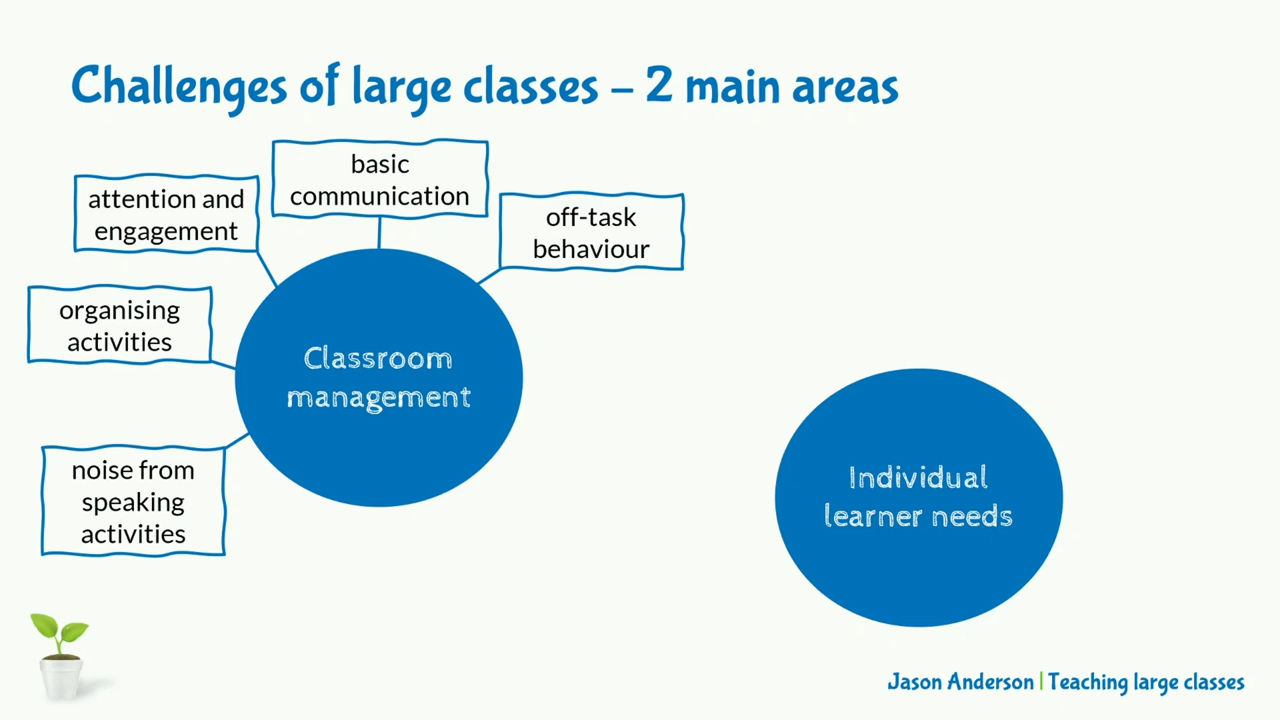 Challenges of large classes – 2 main areas
basic
communication
attention and
engagement
off-task
behaviour
organising
activities
Classroom
management
noise from
speaking
activities
Individual
learner needs
Jason Anderson | Teaching large classes